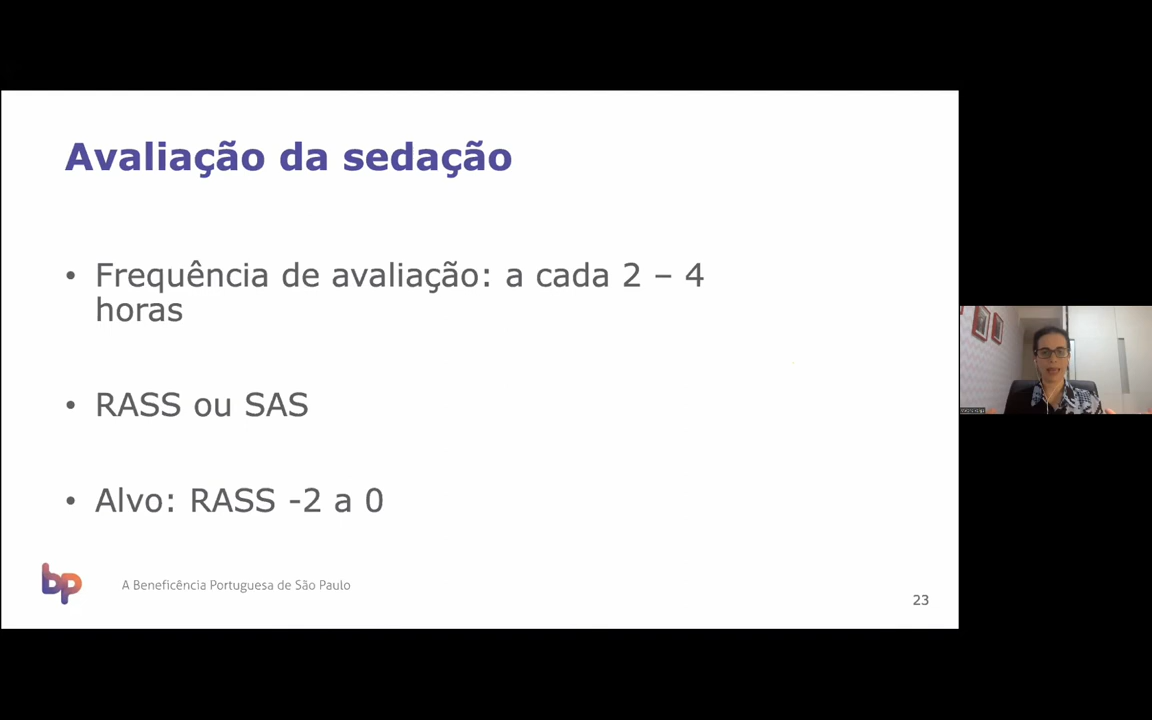 Avaliação da sedação
• Frequência de avaliação: a cada 2 – 4
horas
• RASS ou SAS
• Alvo: RASS -2 a 0
bp
A Beneficência Portuguesa de São Paulo
23